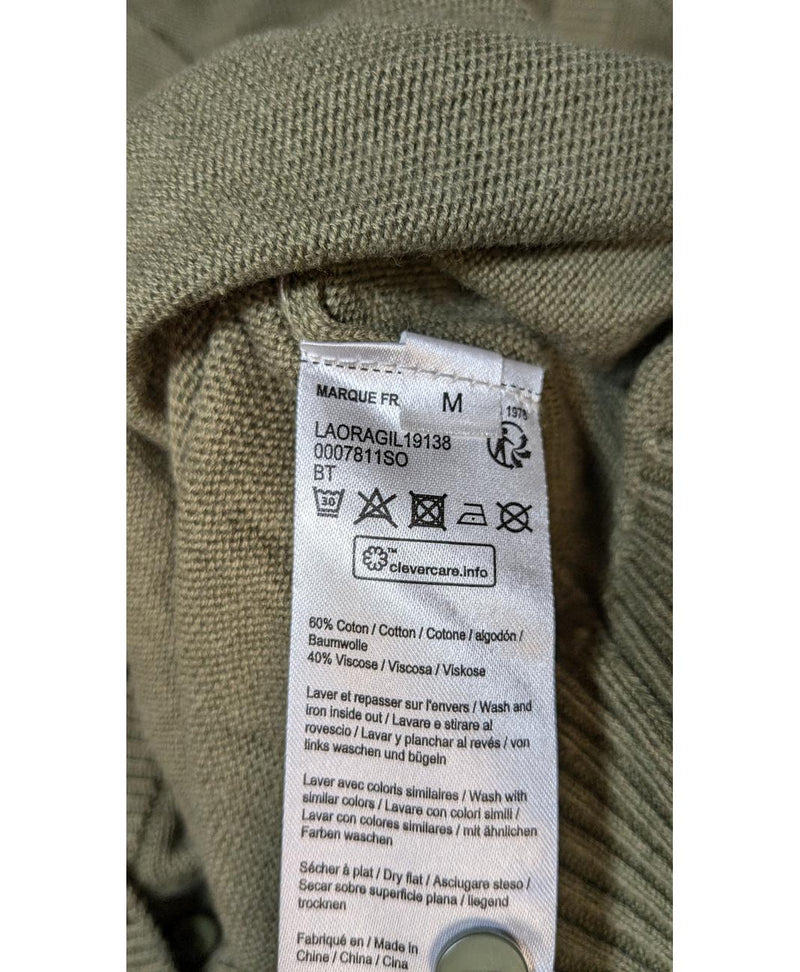 MARQUE FR
M
1978
LAORAGIL19138
0007811SO
BT
30
TM
clevercare.info
60% Coton / Cotton / Cotone / algodón /
Baumwolle
40% Viscose / Viscosa / Viskose
Laver et repasser sur l'envers / Wash and
iron inside out / Lavare e stirare al
rovescio / Lavar y planchar al revés / von
links waschen und bügeln
Laver avec coloris similaires / Wash with
similar colors / Lavare con colori simili /
Lavar con colores similares / mit ähnlichen
Farben waschen
Sécher à plat / Dry flat / Asciugare steso /
Secar sobre superficie plana / liegend
trocknen
Fabriqué en / Made in
Chine / China / Cina